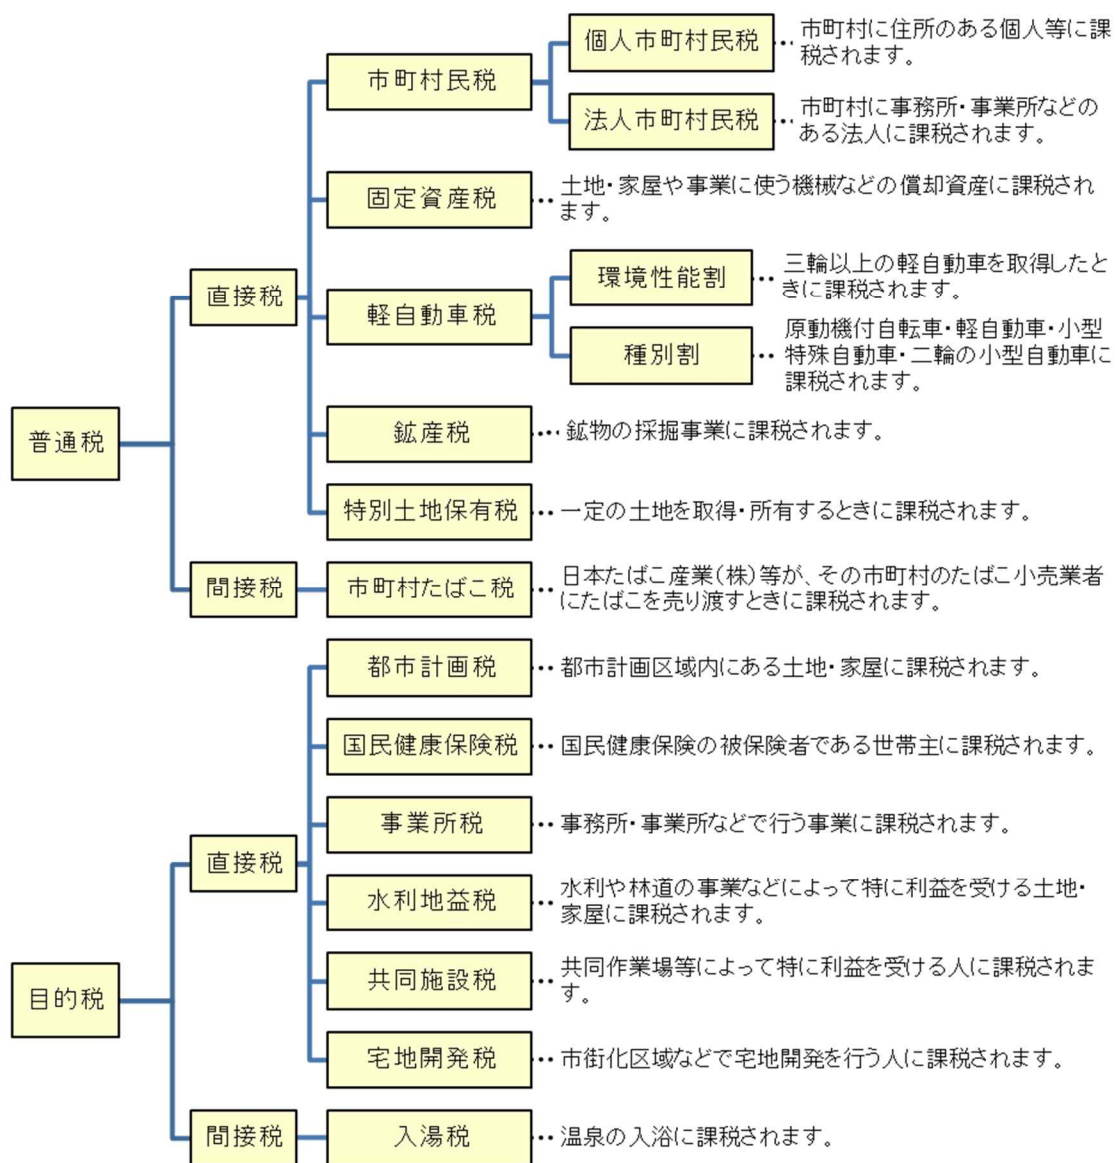 個人市町村民税
市町村に住所のある個人等に課
税されます。
市町村民税
法人市町村民税
市町村に事務所・事業所などの
ある法人に課税されます。
固定資産税
土地・家屋や事業に使う機械などの償却資産に課税され
ます。
直接税
環境性能割
三輪以上の軽自動車を取得したと
きに課税されます。
軽自動車税
種別割
原動機付自転車・軽自動車・小型
特殊自動車・二輪の小型自動車に
課税されます。
普通税
鉱産税
鉱物の採掘事業に課税されます。
特別土地保有税
一定の土地を取得・所有するときに課税されます。
間接税
市町村たばこ税
日本たばこ産業(株)等が、その市町村のたばこ小売業者
にたばこを売り渡すときに課税されます。
都市計画税
都市計画区域内にある土地・家屋に課税されます。
国民健康保険税
国民健康保険の被保険者である世帯主に課税されます。
事業所税
事務所・事業所などで行う事業に課税されます。
直接税
水利地益税
水利や林道の事業などによって特に利益を受ける土地・
家屋に課税されます。
目的税
共同施設税
共同作業場等によって特に利益を受ける人に課税されま
す。
宅地開発税
市街化区域などで宅地開発を行う人に課税されます。
間接税
入湯税
温泉の入浴に課税されます。